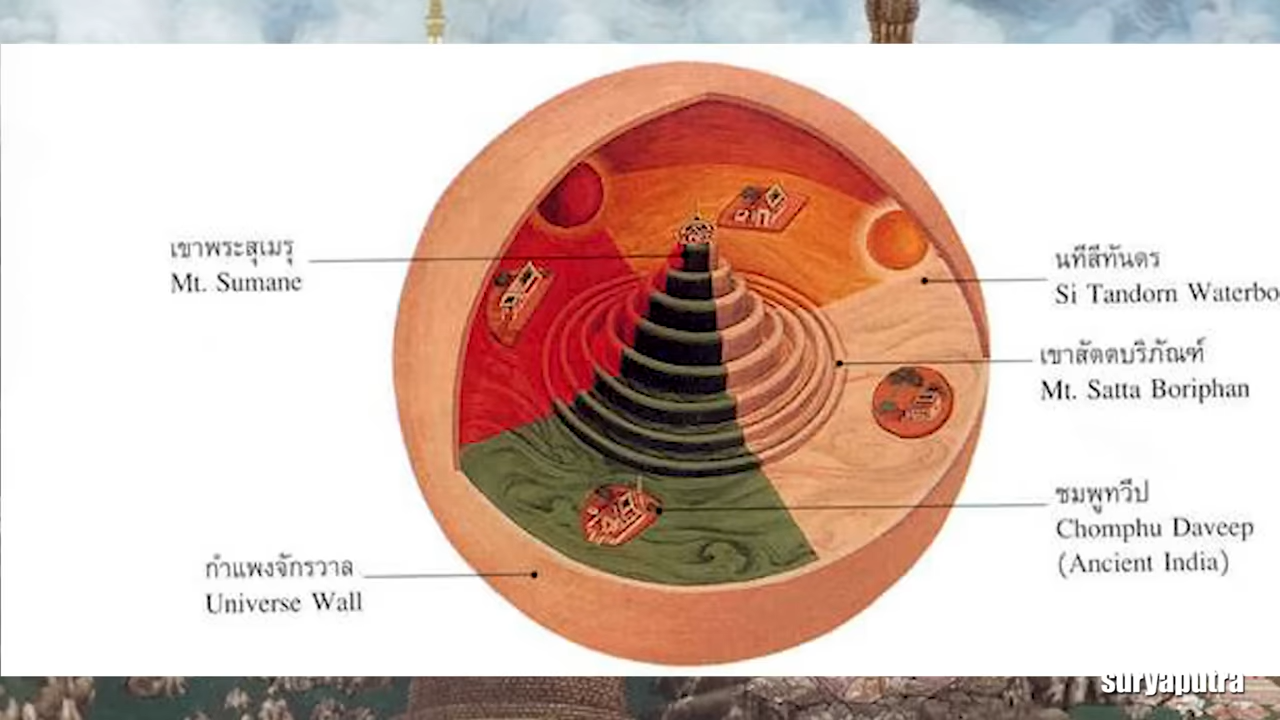 เขาพระสุเมรุ
Mt. Sumane
นทีสีทันดร
Si Tandorn Waterbo
เขาสัตตบริภัณฑ์
Mt. Satta Boriphan
ชมพูทวีป
Chomphu Daveep
(Ancient India)
กำแพงจักรวาล
Universe Wall
suryaputra